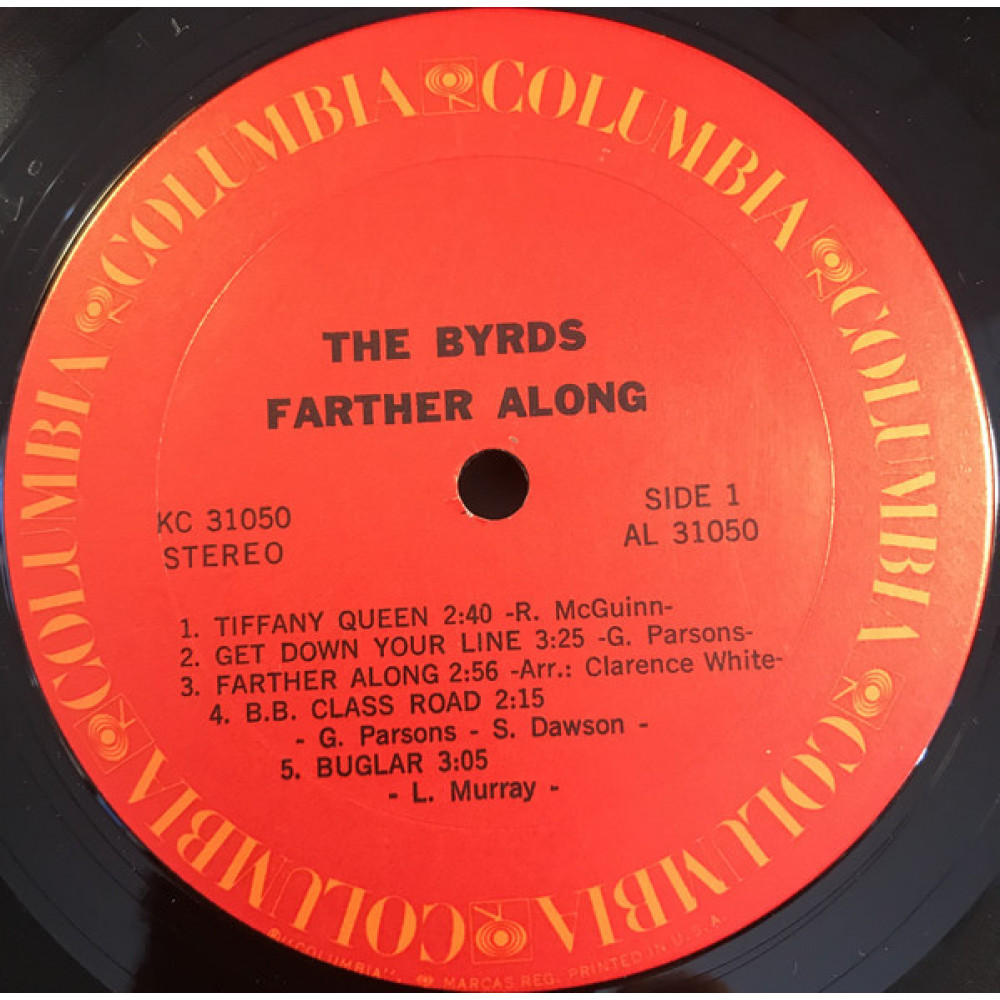 COLUMBIA COLUMBIA COLUMBIA COLUMBIA COLUMBIA COLUMBIA COLUMBIA
THE BYRDS
FARTHER ALONG
KC 31050
STEREO
SIDE 1
AL 31050
1. TIFFANY QUEEN 2:40 -R. McGuinn-
2. GET DOWN YOUR LINE 3:25 -G. Parsons-
3. FARTHER ALONG 2:56 -Arr.: Clarence White-
4. B.B. CLASS ROAD 2:15
- G. Parsons - S. Dawson -
5. BUGLAR 3:05
- L. Murray -
®"COLUMBIA", ® MARCAS REG. PRINTED IN U.S.A.